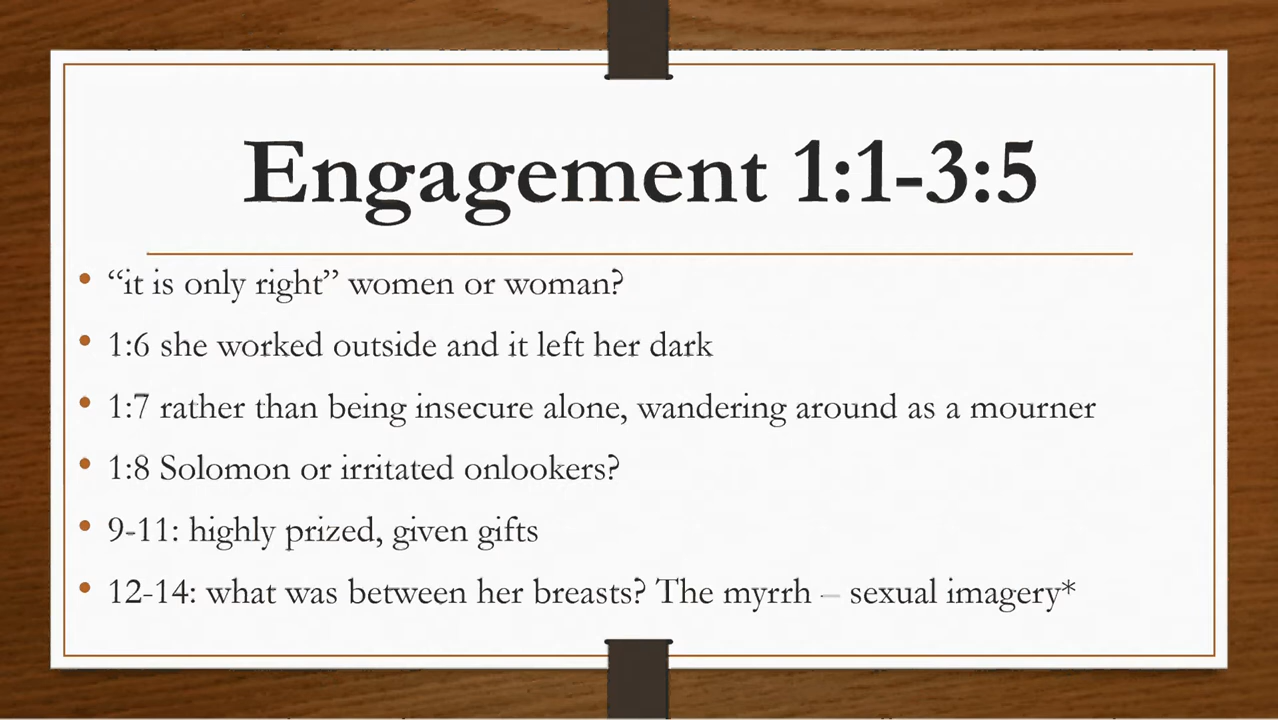 Engagement 1:1-3:5
• “it is only right” women or woman?
• 1:6 she worked outside and it left her dark
• 1:7 rather than being insecure alone, wandering around as a mourner
• 1:8 Solomon or irritated onlookers?
• 9-11: highly prized, given gifts
• 12-14: what was between her breasts? The myrrh – sexual imagery*